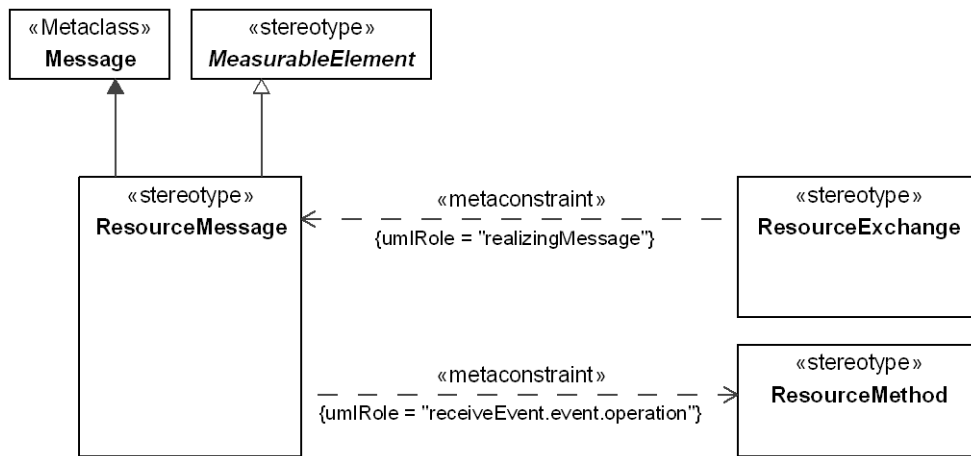 «Metaclass»
Message
«stereotype»
MeasurableElement
«stereotype»
ResourceMessage
«metaconstraint»
{umlRole = "realizingMessage"}
«stereotype»
ResourceExchange
«metaconstraint»
{umlRole = "receiveEvent.event.operation"}
«stereotype»
ResourceMethod